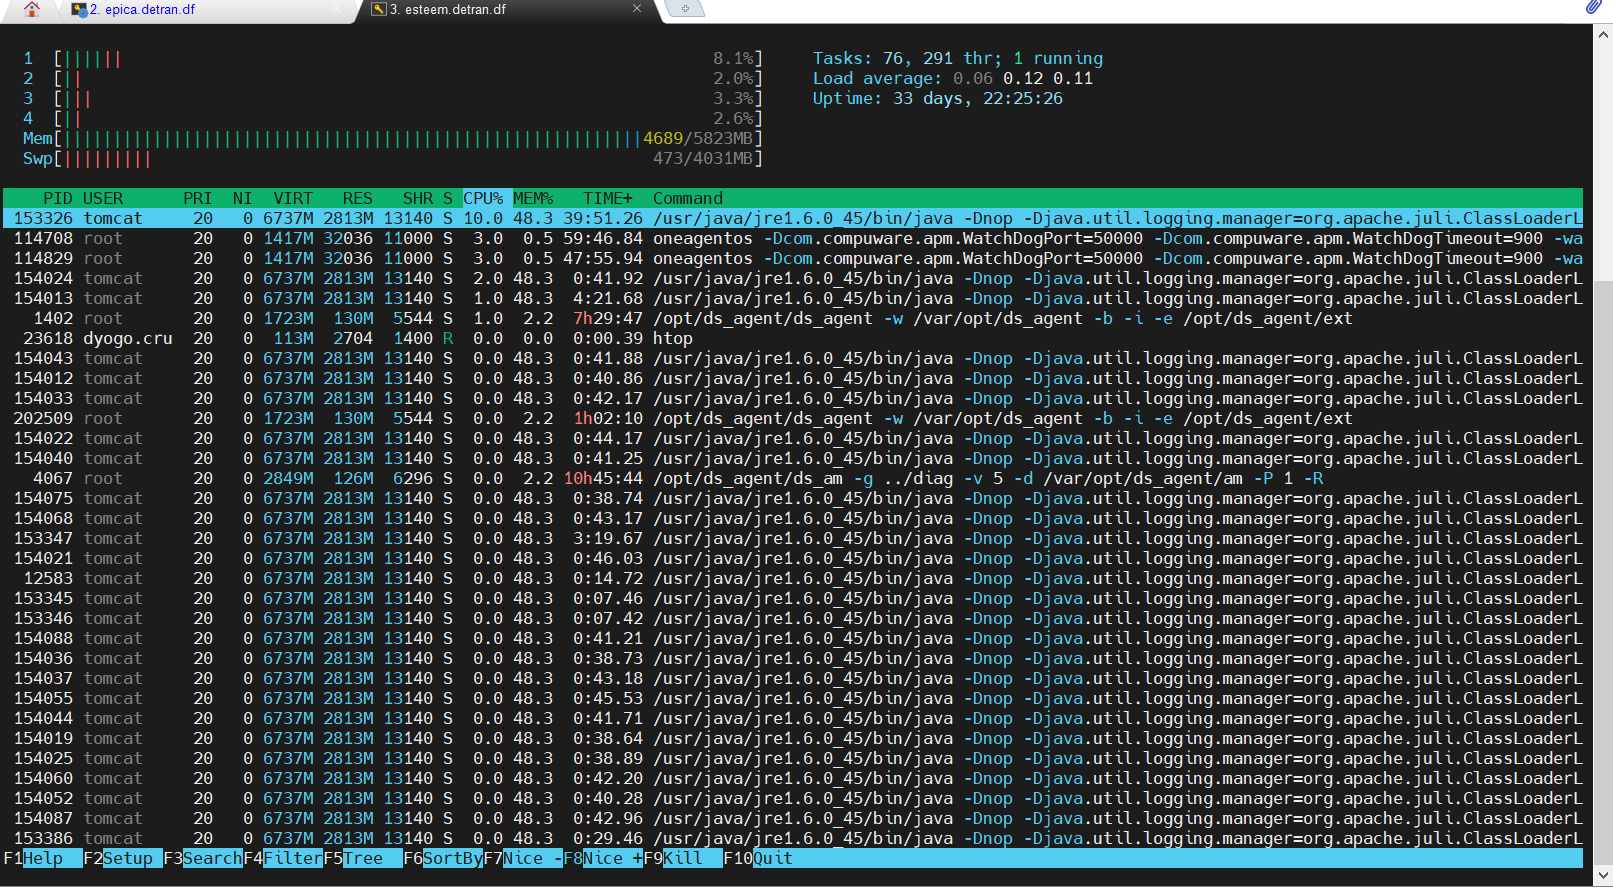 2. epica.detran.df
3. esteem.detran.df
1 [||||||  8.1%] Tasks: 76, 291 thr; 1 running
2 [||  2.0%] Load average: 0.06 0.12 0.11
3 [|||  3.3%] Uptime: 33 days, 22:25:26
4 [||  2.6%]
Mem[||||||||||||||||||||||||||||||||||||||||||||||||||||||||||4689/5823MB]
Swp[|||||||||  473/4031MB]
PID USER PRI NI VIRT RES SHR S CPU% MEM% TIME+ Command
153326 tomcat 20 0 6737M 2813M 13140 S 10.0 48.3 39:51.26 /usr/java/jre1.6.0_45/bin/java -Dnop -Djava.util.logging.manager=org.apache.juli.ClassLoaderL
114708 root 20 0 1417M 32036 11000 S 3.0 0.5 59:46.84 oneagentos -Dcom.compuware.apm.WatchDogPort=50000 -Dcom.compuware.apm.WatchDogTimeout=900 -wa
114829 root 20 0 1417M 32036 11000 S 3.0 0.5 47:55.94 oneagentos -Dcom.compuware.apm.WatchDogPort=50000 -Dcom.compuware.apm.WatchDogTimeout=900 -wa
154024 tomcat 20 0 6737M 2813M 13140 S 2.0 48.3 0:41.92 /usr/java/jre1.6.0_45/bin/java -Dnop -Djava.util.logging.manager=org.apache.juli.ClassLoaderL
154013 tomcat 20 0 6737M 2813M 13140 S 1.0 48.3 4:21.68 /usr/java/jre1.6.0_45/bin/java -Dnop -Djava.util.logging.manager=org.apache.juli.ClassLoaderL
1402 root 20 0 1723M 130M 5544 S 1.0 2.2 7h29:47 /opt/ds_agent/ds_agent -w /var/opt/ds_agent -b -i -e /opt/ds_agent/ext
23618 dyogo.cru 20 0 113M 2704 1400 R 0.0 0.0 0:00.39 htop
154043 tomcat 20 0 6737M 2813M 13140 S 0.0 48.3 0:41.88 /usr/java/jre1.6.0_45/bin/java -Dnop -Djava.util.logging.manager=org.apache.juli.ClassLoaderL
154012 tomcat 20 0 6737M 2813M 13140 S 0.0 48.3 0:40.86 /usr/java/jre1.6.0_45/bin/java -Dnop -Djava.util.logging.manager=org.apache.juli.ClassLoaderL
154033 tomcat 20 0 6737M 2813M 13140 S 0.0 48.3 0:42.17 /usr/java/jre1.6.0_45/bin/java -Dnop -Djava.util.logging.manager=org.apache.juli.ClassLoaderL
202509 root 20 0 1723M 130M 5544 S 0.0 2.2 1h02:10 /opt/ds_agent/ds_agent -w /var/opt/ds_agent -b -i -e /opt/ds_agent/ext
154022 tomcat 20 0 6737M 2813M 13140 S 0.0 48.3 0:44.17 /usr/java/jre1.6.0_45/bin/java -Dnop -Djava.util.logging.manager=org.apache.juli.ClassLoaderL
154040 tomcat 20 0 6737M 2813M 13140 S 0.0 48.3 0:41.25 /usr/java/jre1.6.0_45/bin/java -Dnop -Djava.util.logging.manager=org.apache.juli.ClassLoaderL
4067 root 20 0 2849M 126M 6296 S 0.0 2.2 10h45:44 /opt/ds_agent/ds_am -g ../diag -v 5 -d /var/opt/ds_agent/am -P 1 -R
154075 tomcat 20 0 6737M 2813M 13140 S 0.0 48.3 0:38.74 /usr/java/jre1.6.0_45/bin/java -Dnop -Djava.util.logging.manager=org.apache.juli.ClassLoaderL
154068 tomcat 20 0 6737M 2813M 13140 S 0.0 48.3 0:43.17 /usr/java/jre1.6.0_45/bin/java -Dnop -Djava.util.logging.manager=org.apache.juli.ClassLoaderL
153347 tomcat 20 0 6737M 2813M 13140 S 0.0 48.3 3:19.67 /usr/java/jre1.6.0_45/bin/java -Dnop -Djava.util.logging.manager=org.apache.juli.ClassLoaderL
154021 tomcat 20 0 6737M 2813M 13140 S 0.0 48.3 0:46.03 /usr/java/jre1.6.0_45/bin/java -Dnop -Djava.util.logging.manager=org.apache.juli.ClassLoaderL
12583 tomcat 20 0 6737M 2813M 13140 S 0.0 48.3 0:14.72 /usr/java/jre1.6.0_45/bin/java -Dnop -Djava.util.logging.manager=org.apache.juli.ClassLoaderL
153345 tomcat 20 0 6737M 2813M 13140 S 0.0 48.3 0:07.46 /usr/java/jre1.6.0_45/bin/java -Dnop -Djava.util.logging.manager=org.apache.juli.ClassLoaderL
153346 tomcat 20 0 6737M 2813M 13140 S 0.0 48.3 0:07.42 /usr/java/jre1.6.0_45/bin/java -Dnop -Djava.util.logging.manager=org.apache.juli.ClassLoaderL
154088 tomcat 20 0 6737M 2813M 13140 S 0.0 48.3 0:41.21 /usr/java/jre1.6.0_45/bin/java -Dnop -Djava.util.logging.manager=org.apache.juli.ClassLoaderL
154036 tomcat 20 0 6737M 2813M 13140 S 0.0 48.3 0:38.73 /usr/java/jre1.6.0_45/bin/java -Dnop -Djava.util.logging.manager=org.apache.juli.ClassLoaderL
154037 tomcat 20 0 6737M 2813M 13140 S 0.0 48.3 0:43.18 /usr/java/jre1.6.0_45/bin/java -Dnop -Djava.util.logging.manager=org.apache.juli.ClassLoaderL
154055 tomcat 20 0 6737M 2813M 13140 S 0.0 48.3 0:45.53 /usr/java/jre1.6.0_45/bin/java -Dnop -Djava.util.logging.manager=org.apache.juli.ClassLoaderL
154044 tomcat 20 0 6737M 2813M 13140 S 0.0 48.3 0:41.71 /usr/java/jre1.6.0_45/bin/java -Dnop -Djava.util.logging.manager=org.apache.juli.ClassLoaderL
154019 tomcat 20 0 6737M 2813M 13140 S 0.0 48.3 0:38.64 /usr/java/jre1.6.0_45/bin/java -Dnop -Djava.util.logging.manager=org.apache.juli.ClassLoaderL
154025 tomcat 20 0 6737M 2813M 13140 S 0.0 48.3 0:38.89 /usr/java/jre1.6.0_45/bin/java -Dnop -Djava.util.logging.manager=org.apache.juli.ClassLoaderL
154060 tomcat 20 0 6737M 2813M 13140 S 0.0 48.3 0:42.20 /usr/java/jre1.6.0_45/bin/java -Dnop -Djava.util.logging.manager=org.apache.juli.ClassLoaderL
154052 tomcat 20 0 6737M 2813M 13140 S 0.0 48.3 0:40.28 /usr/java/jre1.6.0_45/bin/java -Dnop -Djava.util.logging.manager=org.apache.juli.ClassLoaderL
154087 tomcat 20 0 6737M 2813M 13140 S 0.0 48.3 0:42.96 /usr/java/jre1.6.0_45/bin/java -Dnop -Djava.util.logging.manager=org.apache.juli.ClassLoaderL
153386 tomcat 20 0 6737M 2813M 13140 S 0.0 48.3 0:29.46 /usr/java/jre1.6.0_45/bin/java -Dnop -Djava.util.logging.manager=org.apache.juli.ClassLoaderL
F1Help F2Setup F3SearchF4FilterF5Tree F6SortByF7Nice -F8Nice +F9Kill F10Quit